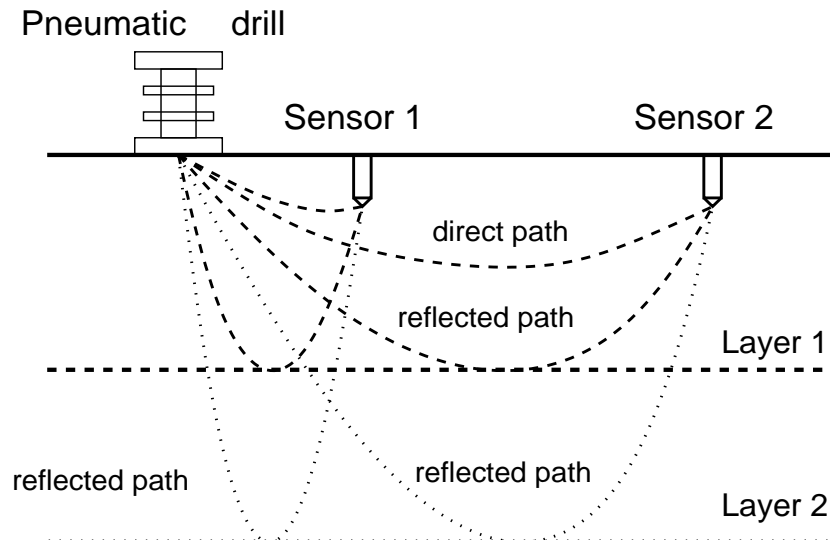 Pneumatic drill
Sensor 1
Sensor 2
direct path
reflected path
Layer 1
reflected path
reflected path
Layer 2